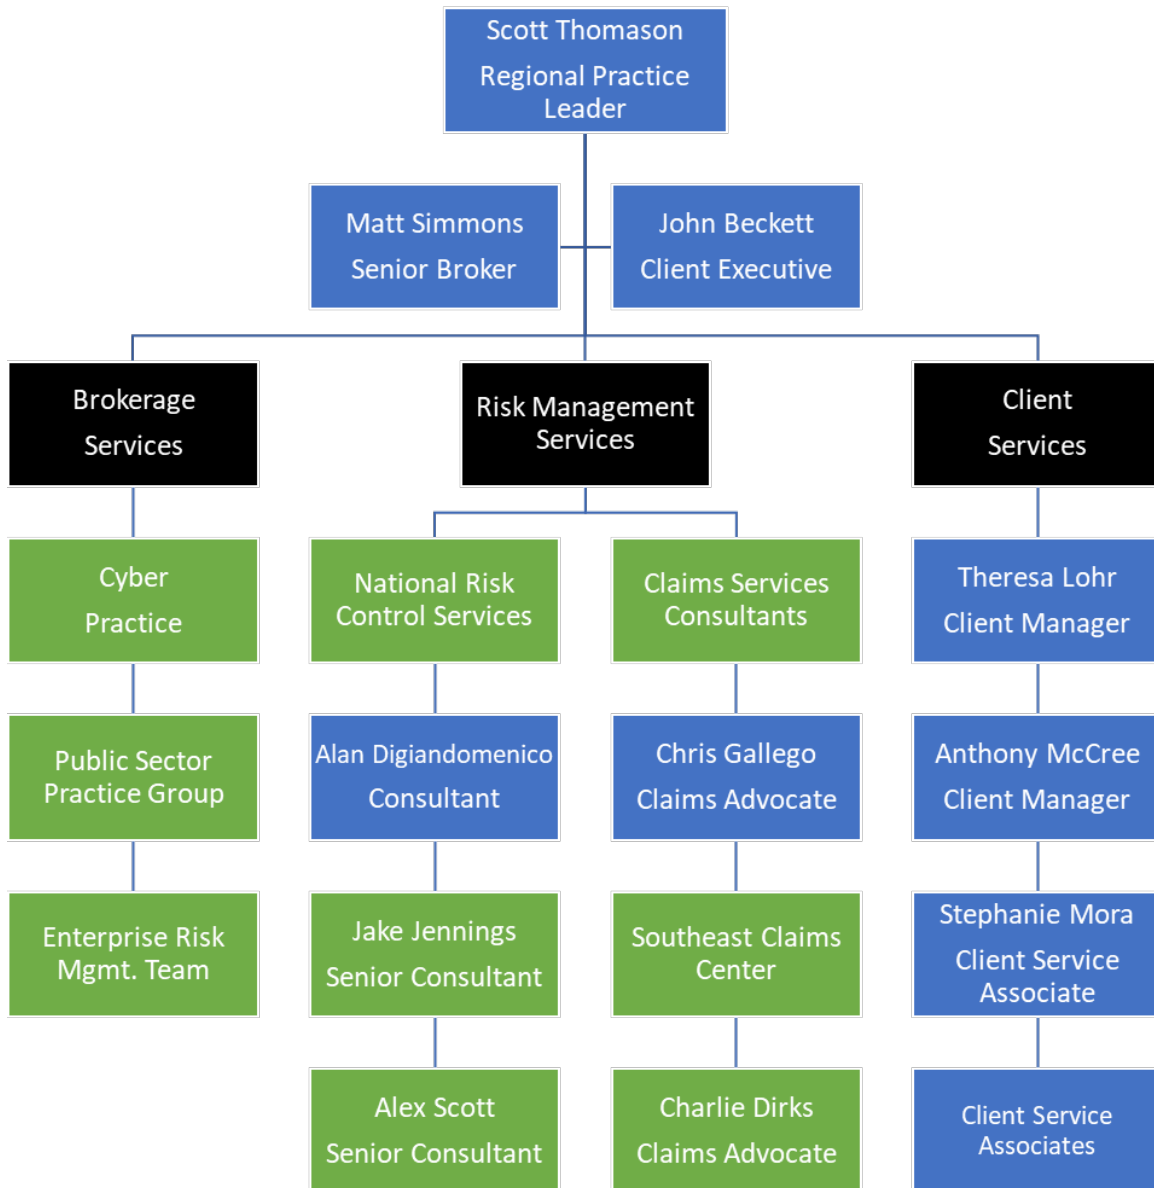 Scott Thomason
Regional Practice
Leader
Matt Simmons
Senior Broker
John Beckett
Client Executive
Brokerage
Services
Risk Management
Services
Client
Services
Cyber
Practice
National Risk
Control Services
Claims Services
Consultants
Theresa Lohr
Client Manager
Public Sector
Practice Group
Alan Digiandomenico
Consultant
Chris Gallego
Claims Advocate
Anthony McCree
Client Manager
Enterprise Risk
Mgmt. Team
Jake Jennings
Senior Consultant
Southeast Claims
Center
Stephanie Mora
Client Service
Associate
Alex Scott
Senior Consultant
Charlie Dirks
Claims Advocate
Client Service
Associates